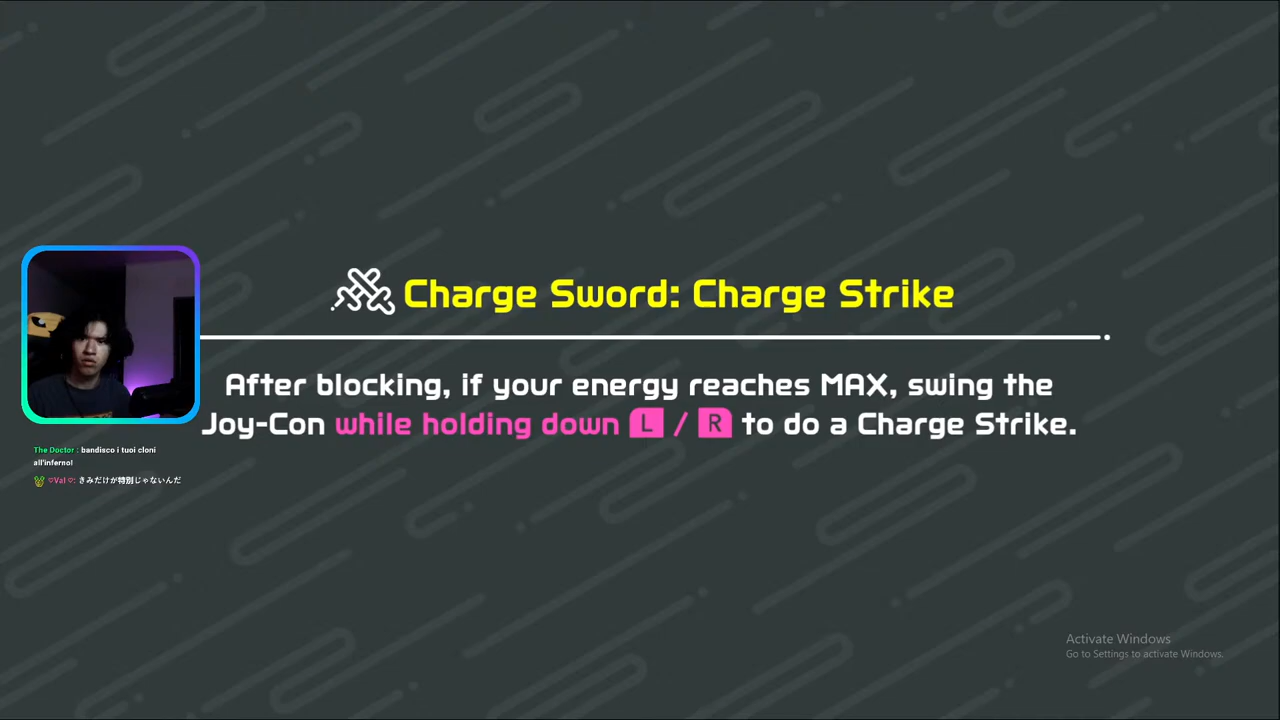 Charge Sword: Charge Strike
After blocking, if your energy reaches MAX, swing the
Joy-Con while holding down L / R to do a Charge Strike.
The Doctor : bandisco i tuoi cloni
all'inferno!
♡Val ♡: きみだけが特別じゃないんだ
Activate Windows
Go to Settings to activate Windows.